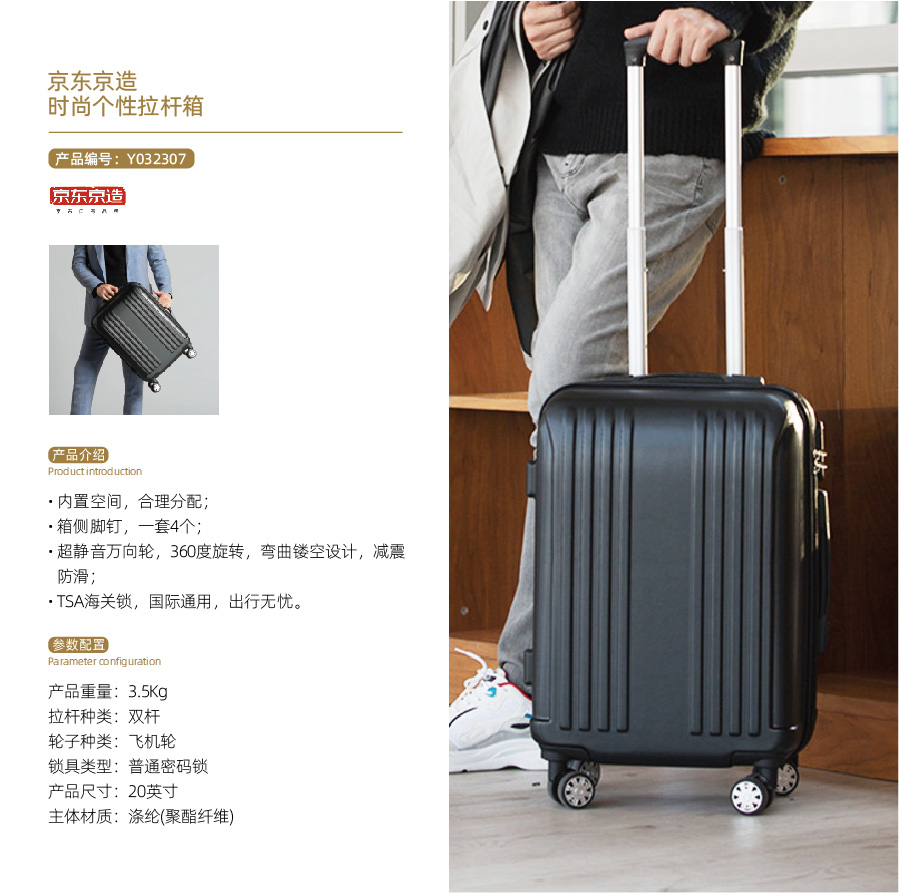 京东京造
时尚个性拉杆箱
产品编号：Y032307
京东京造
产品介绍
Product introduction
• 内置空间，合理分配；
• 箱侧脚钉，一套4个；
• 超静音万向轮，360度旋转，弯曲镂空设计，减震
防滑；
• TSA海关锁，国际通用，出行无忧。
参数配置
Parameter configuration
产品重量：3.5Kg
拉杆种类：双杆
轮子种类：飞机轮
锁具类型：普通密码锁
产品尺寸：20英寸
主体材质：涤纶(聚酯纤维)